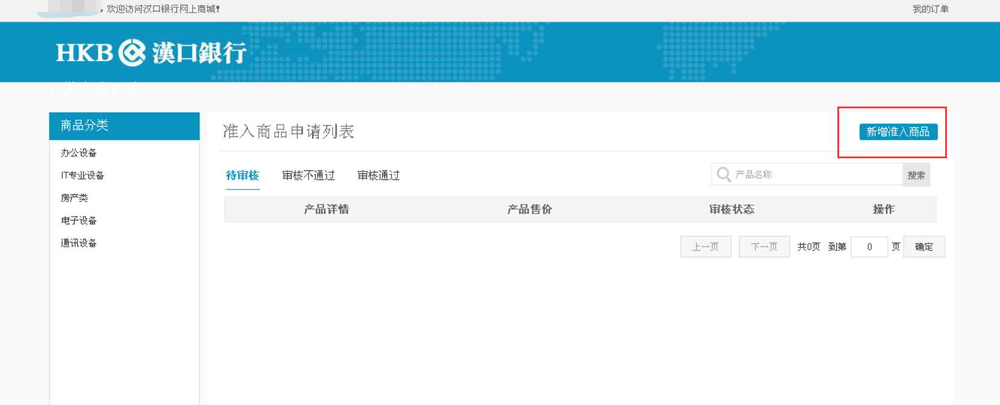 ，欢迎访问汉口银行网上商城！
我的订单
HKB 漢口銀行
供应商门户
商品分类
办公设备
IT专业设备
房产类
电子设备
通讯设备
准入商品申请列表
新增准入商品
待审核 审核不通过 审核通过
产品名称 搜索
产品详情 产品售价 审核状态 操作
上一页 下一页 共0页 到第 0 页 确定